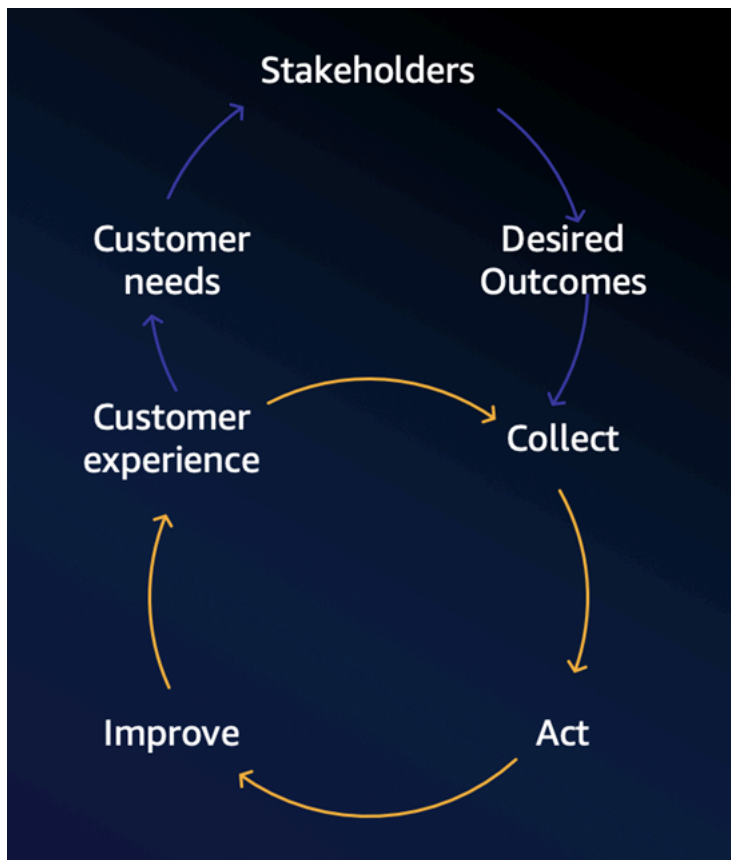 Stakeholders
Customer
needs
Desired
Outcomes
Customer
experience
Collect
Improve
Act